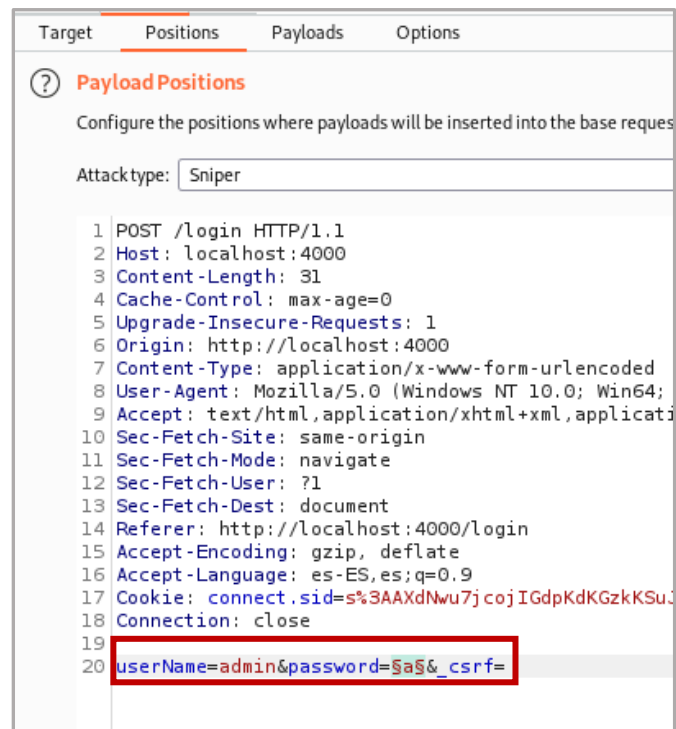 Target Positions Payloads Options
? Payload Positions
Configure the positions where payloads will be inserted into the base reques
Attack type: Sniper
1 POST /login HTTP/1.1
2 Host: localhost:4000
3 Content-Length: 31
4 Cache-Control: max-age=0
5 Upgrade-Insecure-Requests: 1
6 Origin: http://localhost:4000
7 Content-Type: application/x-www-form-urlencoded
8 User-Agent: Mozilla/5.0 (Windows NT 10.0; Win64;
9 Accept: text/html,application/xhtml+xml,applicati
10 Sec-Fetch-Site: same-origin
11 Sec-Fetch-Mode: navigate
12 Sec-Fetch-User: ?1
13 Sec-Fetch-Dest: document
14 Referer: http://localhost:4000/login
15 Accept-Encoding: gzip, deflate
16 Accept-Language: es-ES,es;q=0.9
17 Cookie: connect.sid=s%3AAXdNwu7jcojIGdpKdKGzkKSuJ
18 Connection: close
19
20 userName=admin&password=§a§&_csrf=